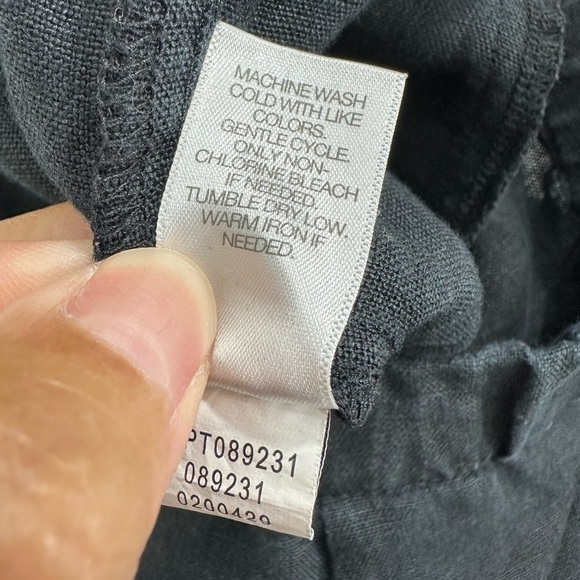 MACHINE WASH
COLD WITH LIKE
COLORS.
GENTLE CYCLE.
ONLY NON-
CHLORINE BLEACH
IF NEEDED.
TUMBLE DRY LOW.
WARM IRON IF
NEEDED.
PT089231
089231
0200439